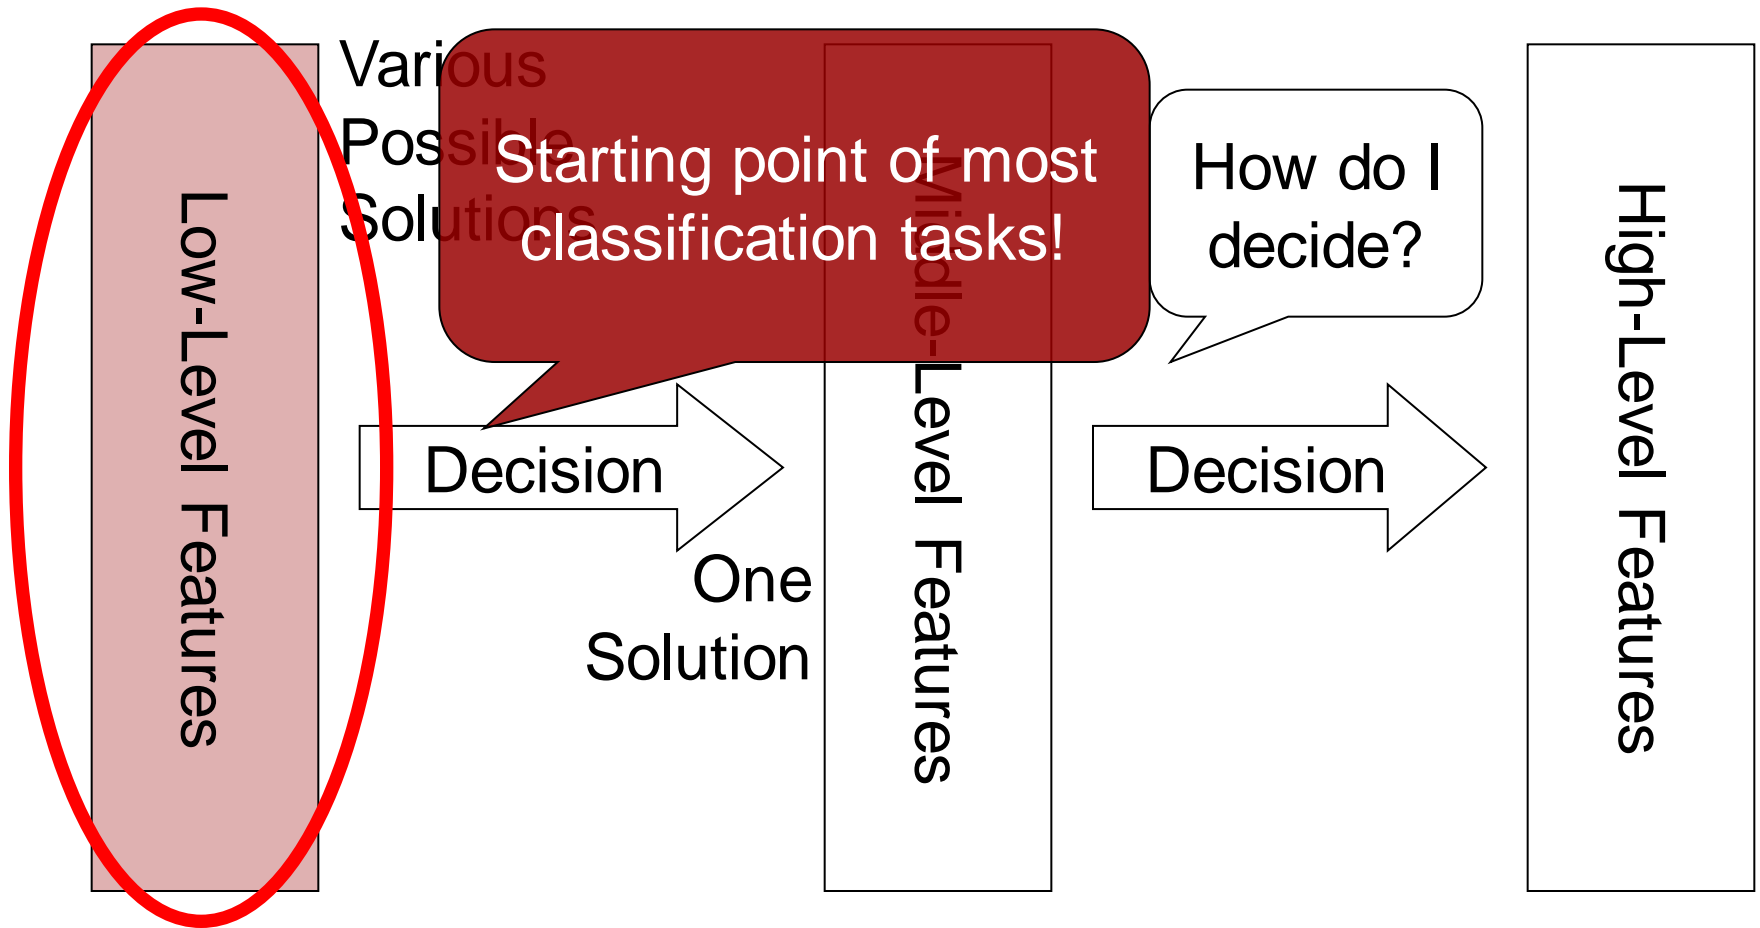 Low-Level Features
Various
Possible
Solutions
Starting point of most
classification tasks!
Decision
One
Solution
Middle-Level Features
How do I
decide?
Decision
High-Level Features